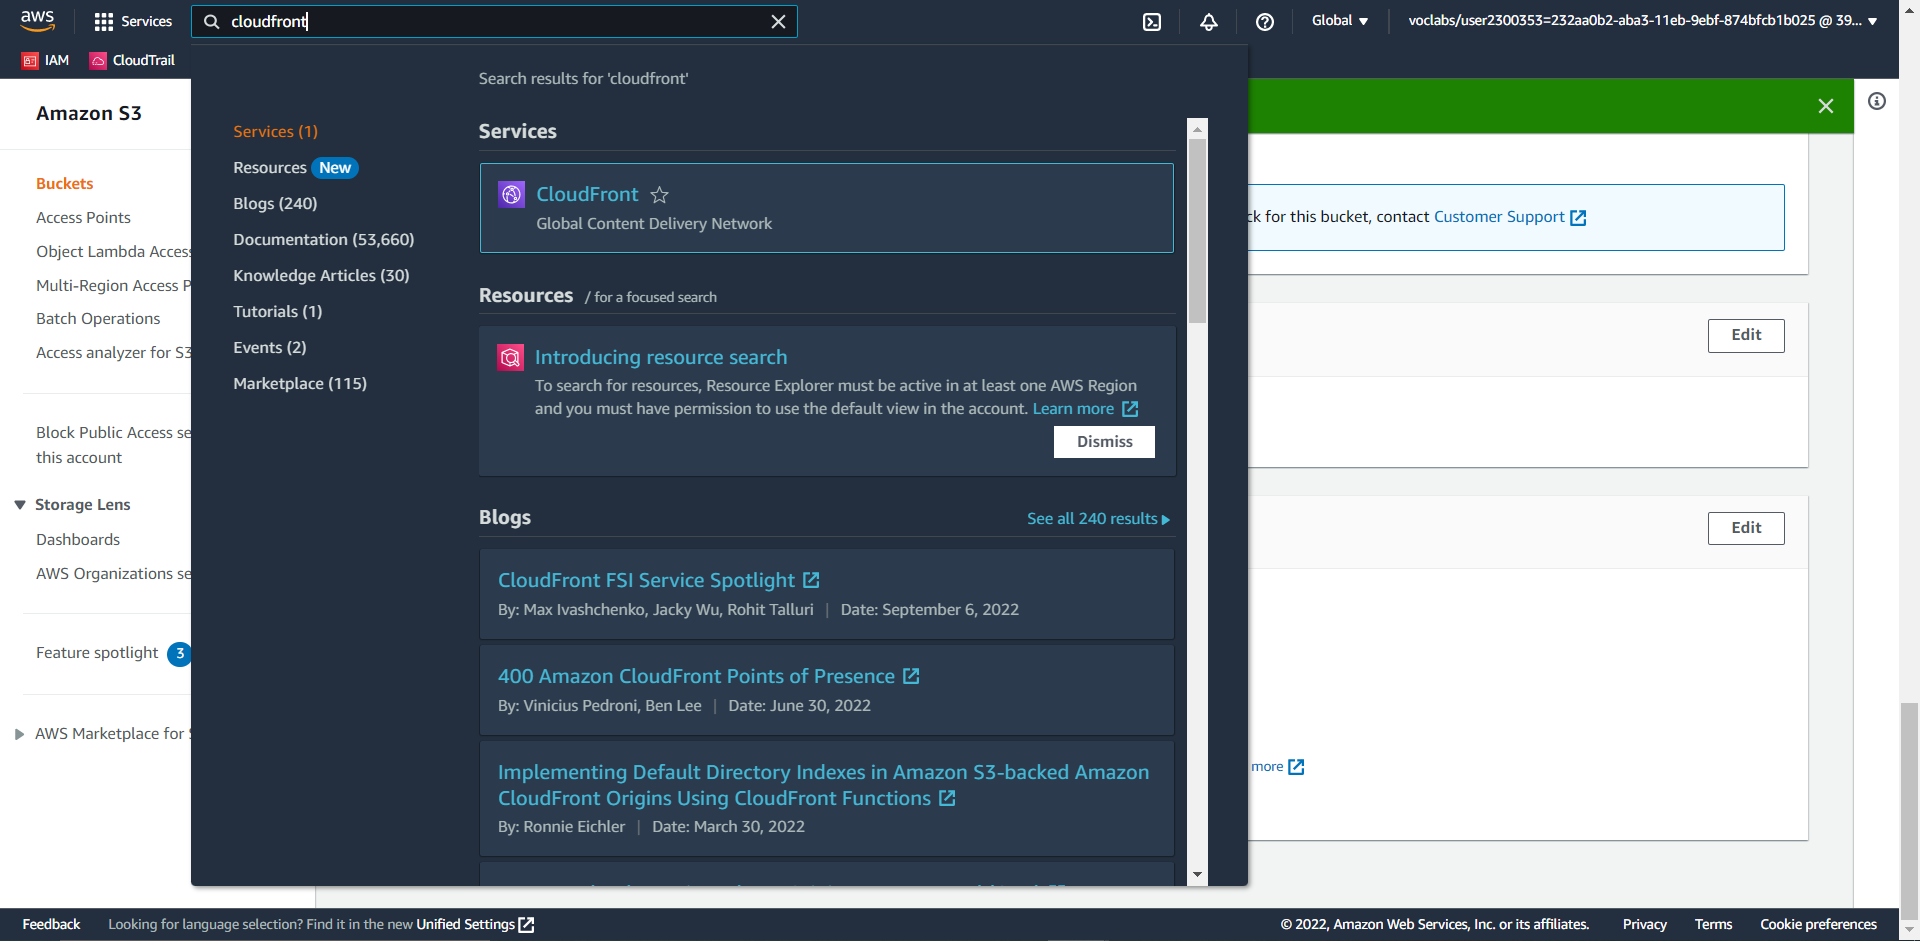 aws
Services
cloudfront
Global
voclabs/user2300353=232aa0b2-aba3-11eb-9ebf-874bfcb1b025 @ 39...
IAM
CloudTrail
Amazon S3
Buckets
Access Points
Object Lambda Access
Multi-Region Access P
Batch Operations
Access analyzer for S3
Block Public Access se
this account
Storage Lens
Dashboards
AWS Organizations se
Feature spotlight 3
AWS Marketplace for S
Search results for 'cloudfront'
Services (1)
Resources New
Blogs (240)
Documentation (53,660)
Knowledge Articles (30)
Tutorials (1)
Events (2)
Marketplace (115)
Services
CloudFront
Global Content Delivery Network
Resources / for a focused search
Introducing resource search
To search for resources, Resource Explorer must be active in at least one AWS Region
and you must have permission to use the default view in the account. Learn more
Dismiss
Blogs
See all 240 results
CloudFront FSI Service Spotlight
By: Max Ivashchenko, Jacky Wu, Rohit Talluri | Date: September 6, 2022
400 Amazon CloudFront Points of Presence
By: Vinicius Pedroni, Ben Lee | Date: June 30, 2022
Implementing Default Directory Indexes in Amazon S3-backed Amazon
CloudFront Origins Using CloudFront Functions
By: Ronnie Eichler | Date: March 30, 2022
ck for this bucket, contact Customer Support
Edit
Edit
more
Feedback
Looking for language selection? Find it in the new Unified Settings
© 2022, Amazon Web Services, Inc. or its affiliates.
Privacy
Terms
Cookie preferences